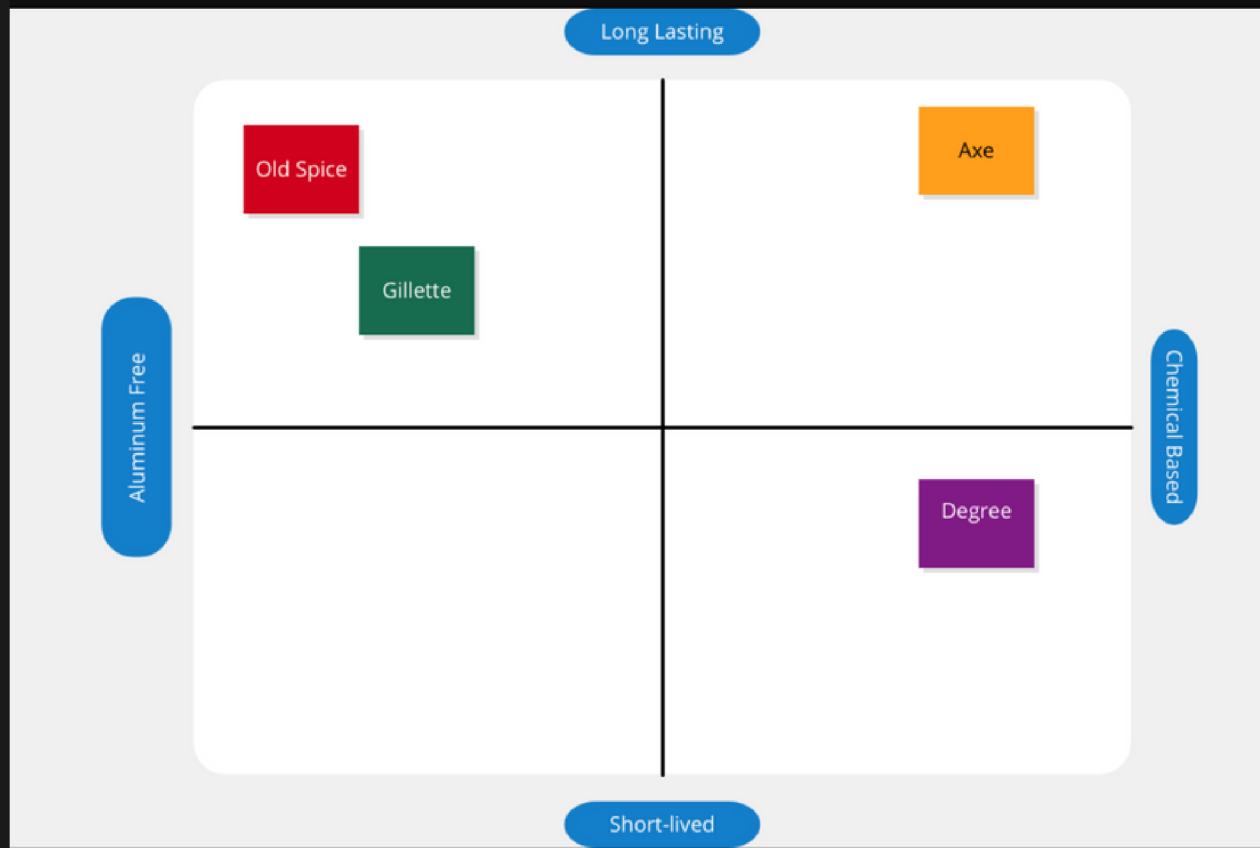 Long Lasting
Old Spice
Axe
Gillette
Aluminum Free
Chemical Based
Degree
Short-lived